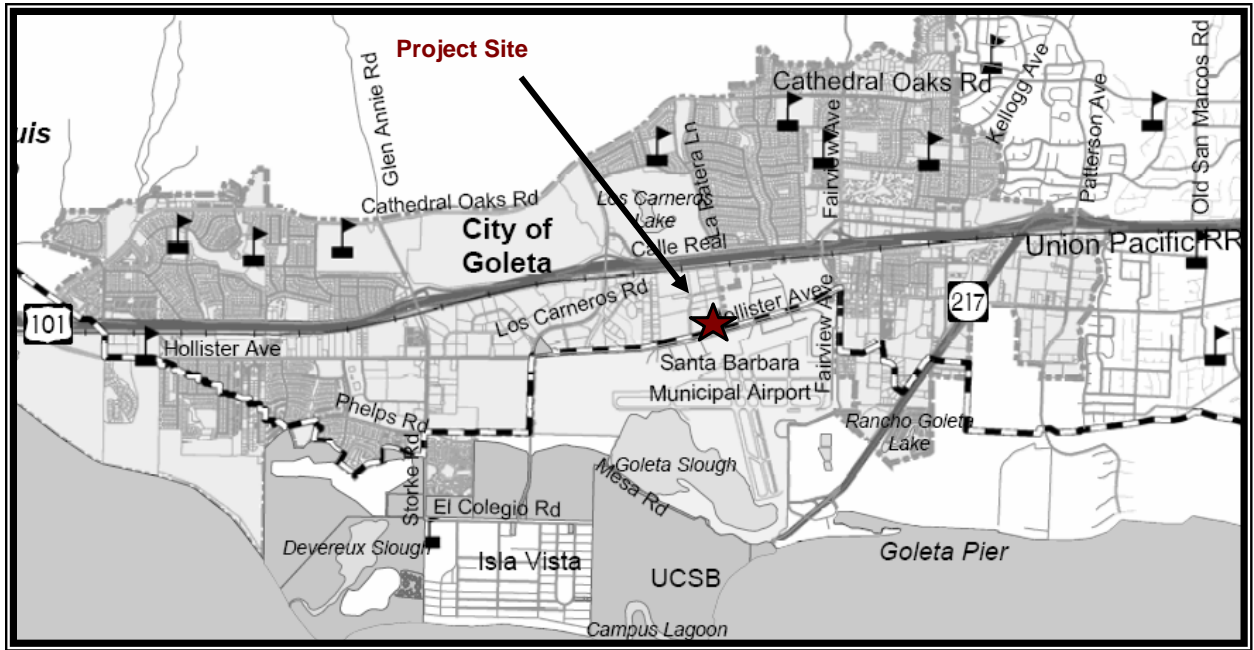 Project Site
Cathedral Oaks Rd
Kellogg Ave
Patterson Ave
Old San Marcos Rd
uis
Glen Annie Rd
La Patera Ln
Fairview Ave
Cathedral Oaks Rd
Los Carneros
Lake
City of
Goleta
Calle Real
Union Pacific RR
Los Carneros Rd
ollister Ave
217
101
Hollister Ave
Santa Barbara
Municipal Airport
Fairview Ave
Phelps Rd
Rancho Goleta
Lake
Storke Rd
Goleta Slough
Mesa Rd
El Colegio Rd
Devereux Slough
Isla Vista
Goleta Pier
UCSB
Campus Lagoon